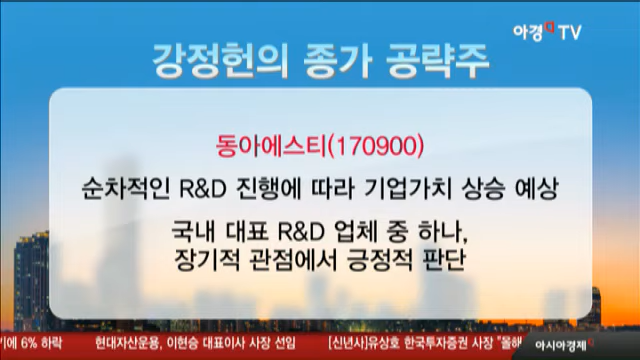 아경 TV
강정헌의 종가 공략주
동아에스티(170900)
순차적인 R&D 진행에 따라 기업가치 상승 예상
국내 대표 R&D 업체 중 하나,
장기적 관점에서 긍정적 판단
에 6% 하락 현대자산운용, 이현승 대표이사 사장 선임 [신년사]유상호 한국투자증권 사장 "올해
아시아경제